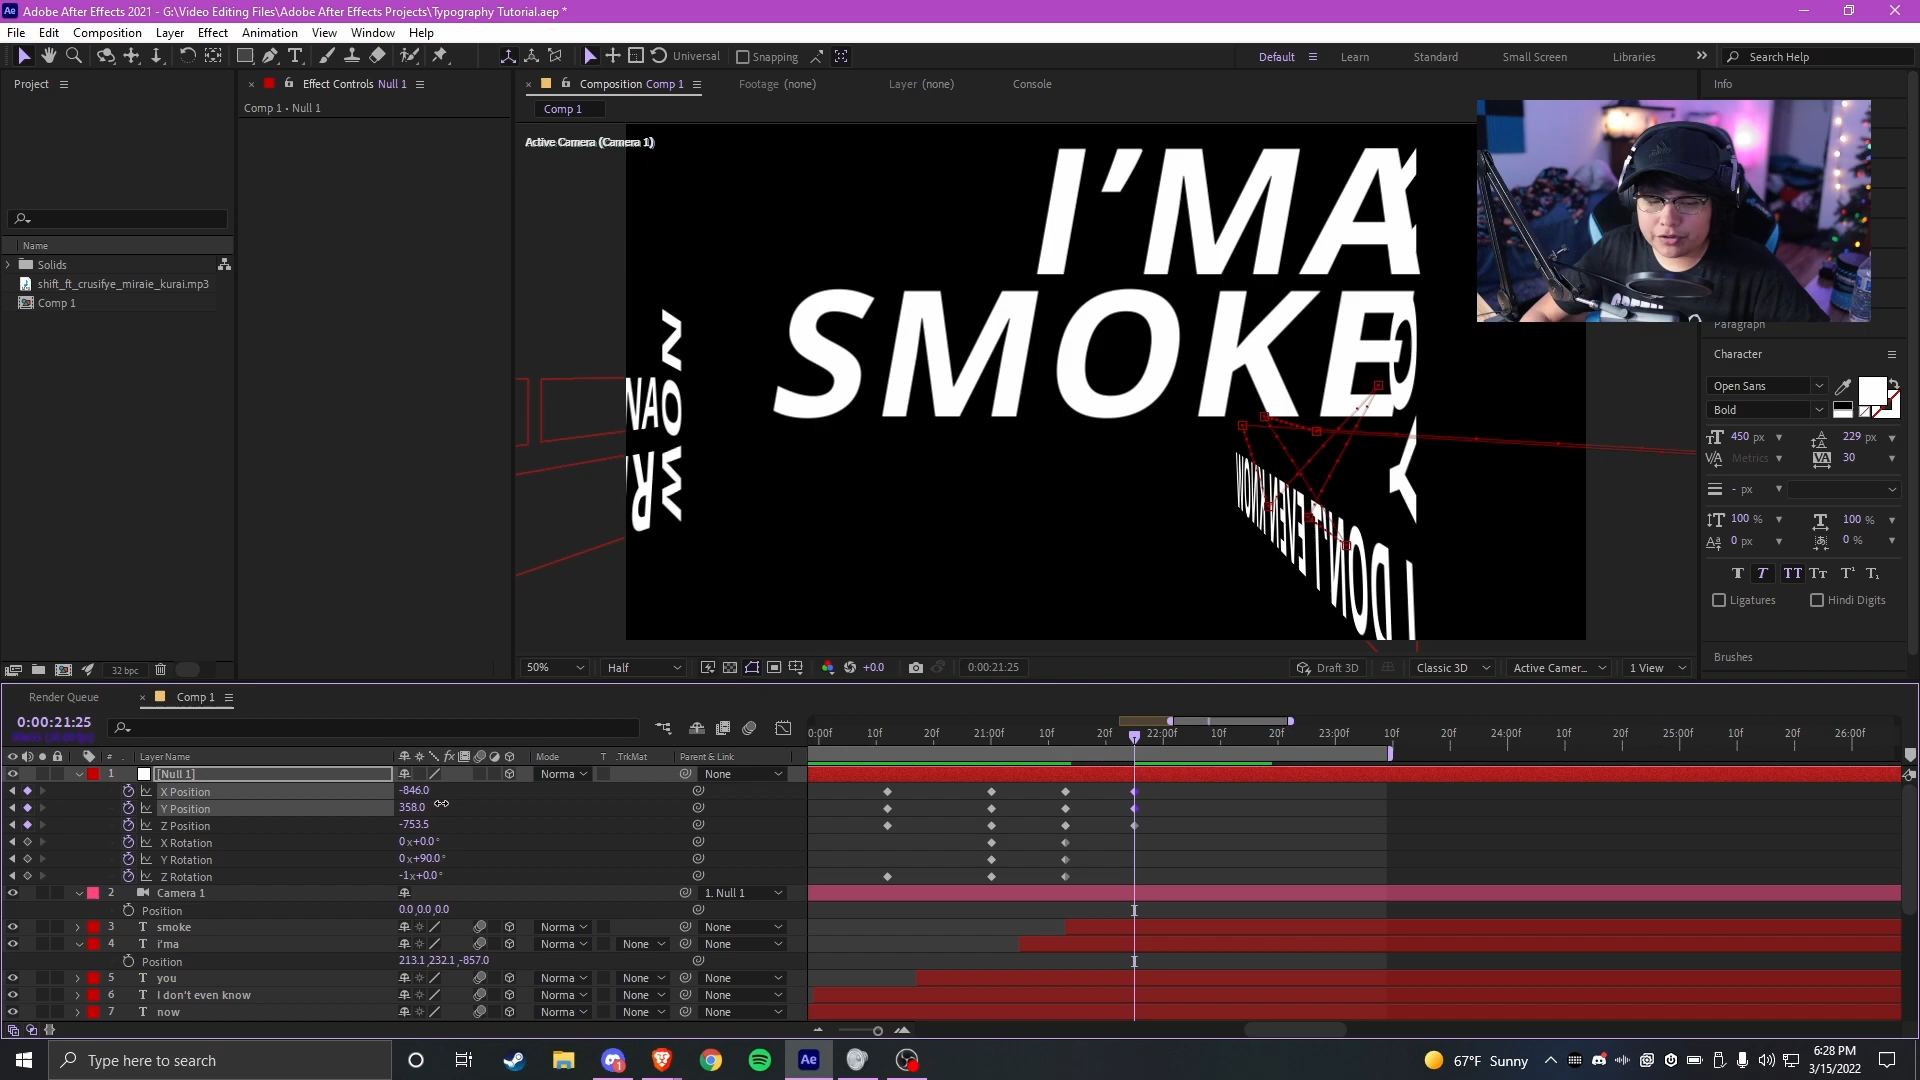 Adobe After Effects 2021 - G:\Video Editing Files\Adobe After Effects Projects\Typography Tutorial.aep *
File Edit Composition Layer Effect Animation View Window Help
Universal Snapping Default Learn Standard Small Screen Libraries Search Help
Project Effect Controls Null 1 Composition Comp 1 Footage (none) Layer (none) Console Info
Comp 1 • Null 1 Comp 1
Active Camera (Camera 1)
Name
Solids
shift_ft_crusifye_miraie_kurai.mp3
Comp 1
I'MA
SMOKE
NOW
I DON'T EVEN KNOW
Paragraph
Character
Open Sans
Bold
450 px 229 px
Metrics 30
- px
100 % 100 %
0 px 0 %
Ligatures Hindi Digits
Brushes
32 bpc 50% Half +0.0 0:00:21:25 Draft 3D Classic 3D Active Camer... 1 View
Render Queue Comp 1
0:00:21:25
0:00f 10f 20f 21:00f 10f 20f 22:00f 10f 20f 23:00f 10f 20f 24:00f 10f 20f 25:00f 10f 20f 26:00f
# Layer Name Mode T .TrkMat Parent & Link
1 [Null 1] Norma None
X Position -846.0
Y Position 358.0
Z Position -753.5
X Rotation 0x+0.0°
Y Rotation 0x+90.0°
Z Rotation -1x+0.0°
2 Camera 1 1. Null 1
Position 0.0,0.0,0.0
3 T smoke Norma None
4 T i'ma Norma None None
Position 213.1,232.1,-857.0
5 T you Norma None None
6 T I don't even know Norma None None
7 T now Norma None None
Type here to search
Ae
67°F Sunny
6:28 PM
3/15/2022